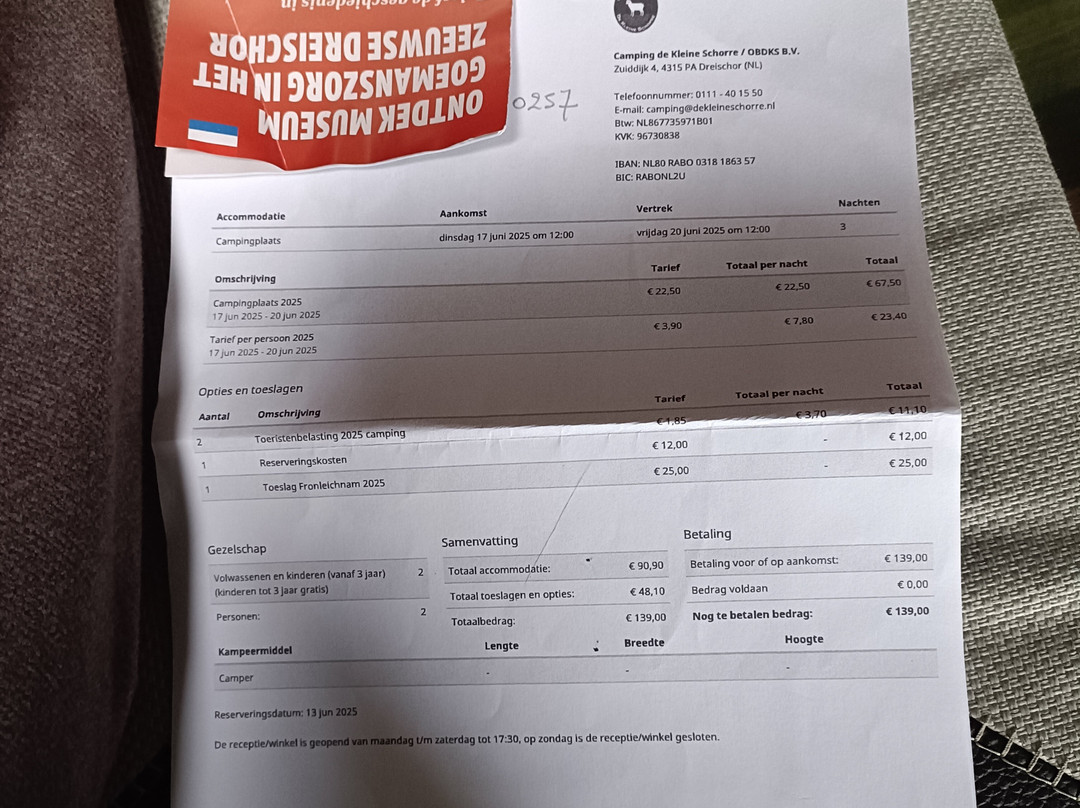 ONTDEK MUSEUM
GOEMANSZORG IN HET
ZEEUWSE DREISCHOR
de geschiedenis in
0257
Camping de Kleine Schorre / OBDKS B.V.
Zuiddijk 4, 4315 PA Dreischor (NL)
Telefoonnummer: 0111 - 40 15 50
E-mail: camping@dekleineschorre.nl
Btw: NL867735971B01
KVK: 96730838
IBAN: NL80 RABO 0318 1863 57
BIC: RABONL2U
Accommodatie Aankomst Vertrek Nachten
Campingplaats dinsdag 17 juni 2025 om 12:00 vrijdag 20 juni 2025 om 12:00 3
Omschrijving Tarief Totaal per nacht Totaal
Campingplaats 2025 € 22,50 € 22,50 € 67,50
17 jun 2025 - 20 jun 2025
Tarief per persoon 2025 € 3,90 € 7,80 € 23,40
17 jun 2025 - 20 jun 2025
Opties en toeslagen
Aantal Omschrijving Tarief Totaal per nacht Totaal
2 Toeristenbelasting 2025 camping € 1,85 € 3,70 € 11,10
1 Reserveringskosten € 12,00 - € 12,00
1 Toeslag Fronleichnam 2025 € 25,00 - € 25,00
Gezelschap
Volwassenen en kinderen (vanaf 3 jaar) 2
(kinderen tot 3 jaar gratis)
Personen: 2
Samenvatting
Totaal accommodatie: € 90,90
Totaal toeslagen en opties: € 48,10
Totaalbedrag: € 139,00
Betaling
Betaling voor of op aankomst: € 139,00
Bedrag voldaan € 0,00
Nog te betalen bedrag: € 139,00
Kampeermiddel Lengte Breedte Hoogte
Camper - - -
Reserveringsdatum: 13 jun 2025
De receptie/winkel is geopend van maandag t/m zaterdag tot 17:30, op zondag is de receptie/winkel gesloten.